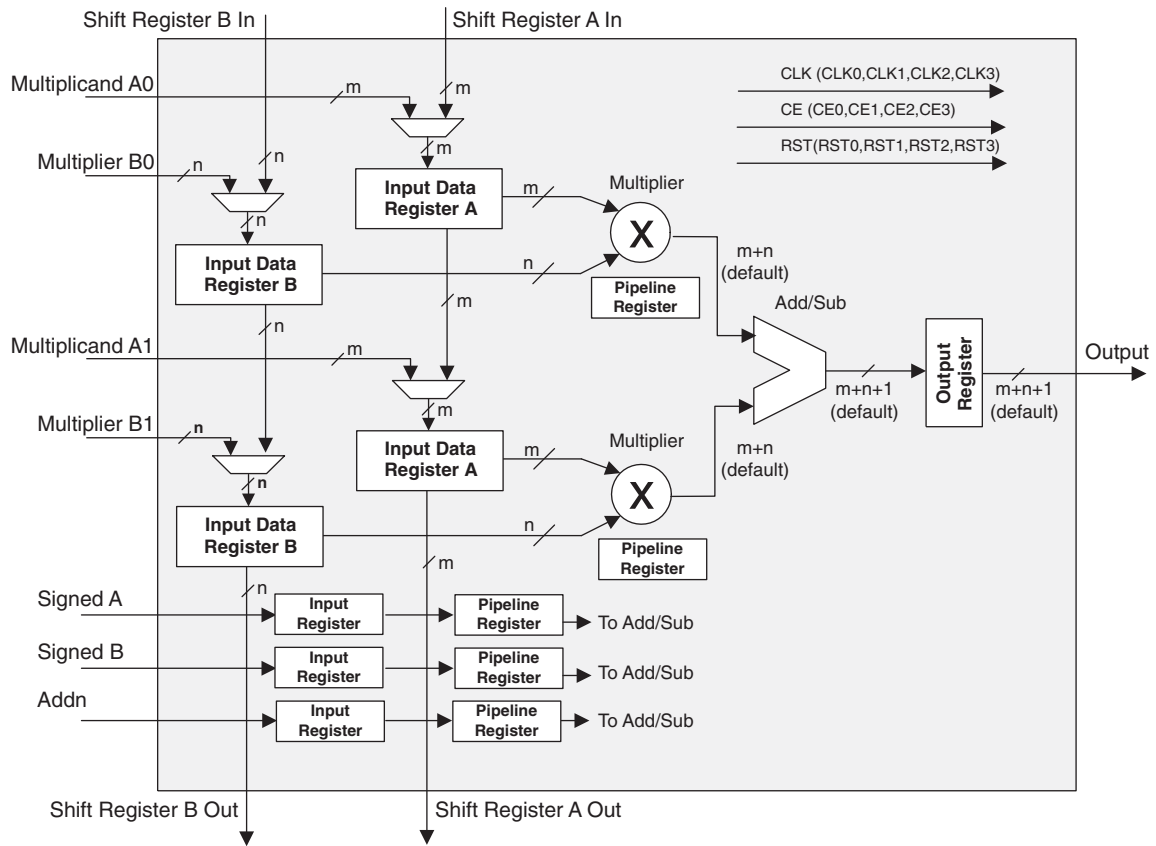 Shift Register B In
Shift Register A In
Multiplicand A0
m
m
CLK (CLK0,CLK1,CLK2,CLK3)
CE (CE0,CE1,CE2,CE3)
RST(RST0,RST1,RST2,RST3)
m
Multiplier B0
n
n
n
Input Data
Register A
m
Multiplier
X
m+n
(default)
Input Data
Register B
n
Pipeline
Register
m
n
Add/Sub
Multiplicand A1
m
m
Output
Register
Output
m+n+1
(default)
m+n+1
(default)
Multiplier B1
n
n
Input Data
Register A
m
Multiplier
X
m+n
(default)
Input Data
Register B
n
Pipeline
Register
m
n
Signed A
Input
Register
Pipeline
Register
To Add/Sub
Signed B
Input
Register
Pipeline
Register
To Add/Sub
Addn
Input
Register
Pipeline
Register
To Add/Sub
Shift Register B Out
Shift Register A Out